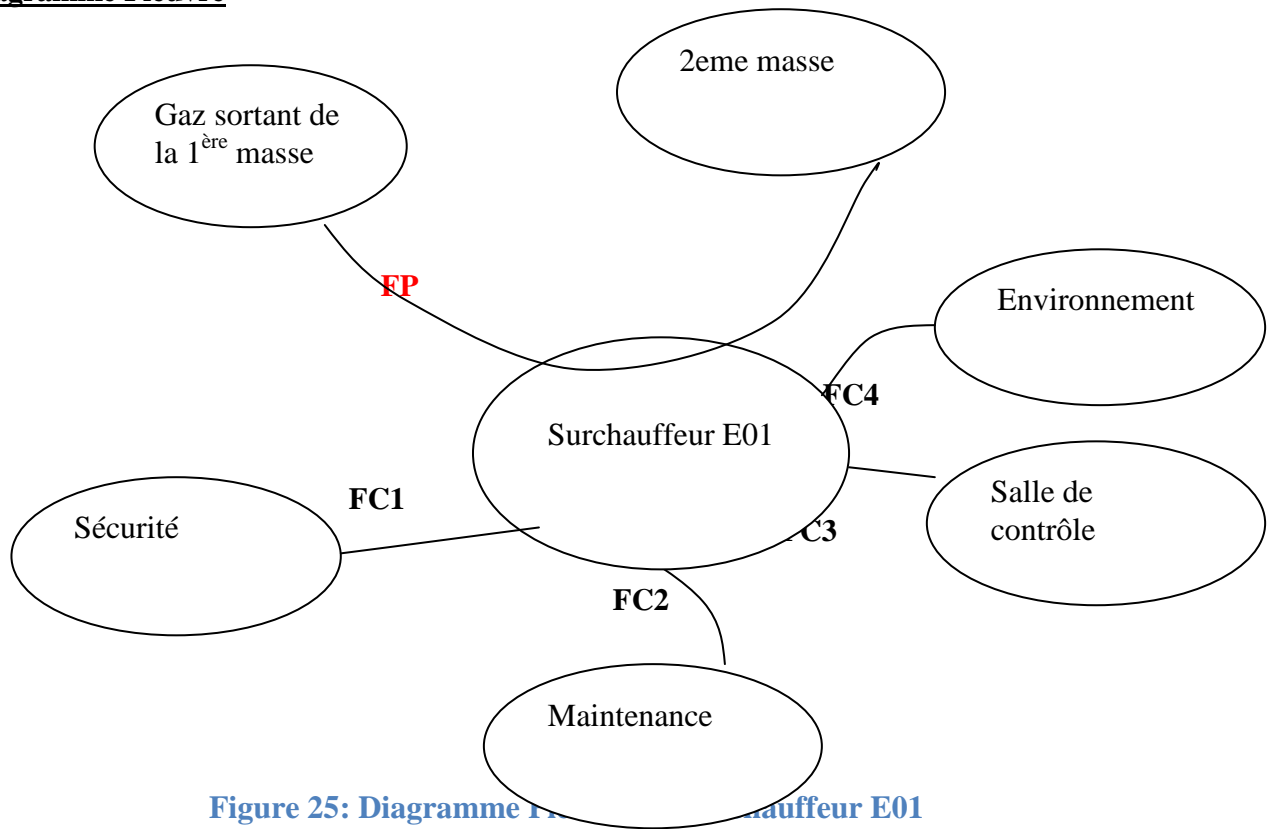 2eme masse
Gaz sortant de
la 1ère masse
FP
Environnement
FC4
Surchauffeur E01
Salle de
contrôle
FC1
Sécurité
C3
FC2
Maintenance
Figure 25: Diagramme E01